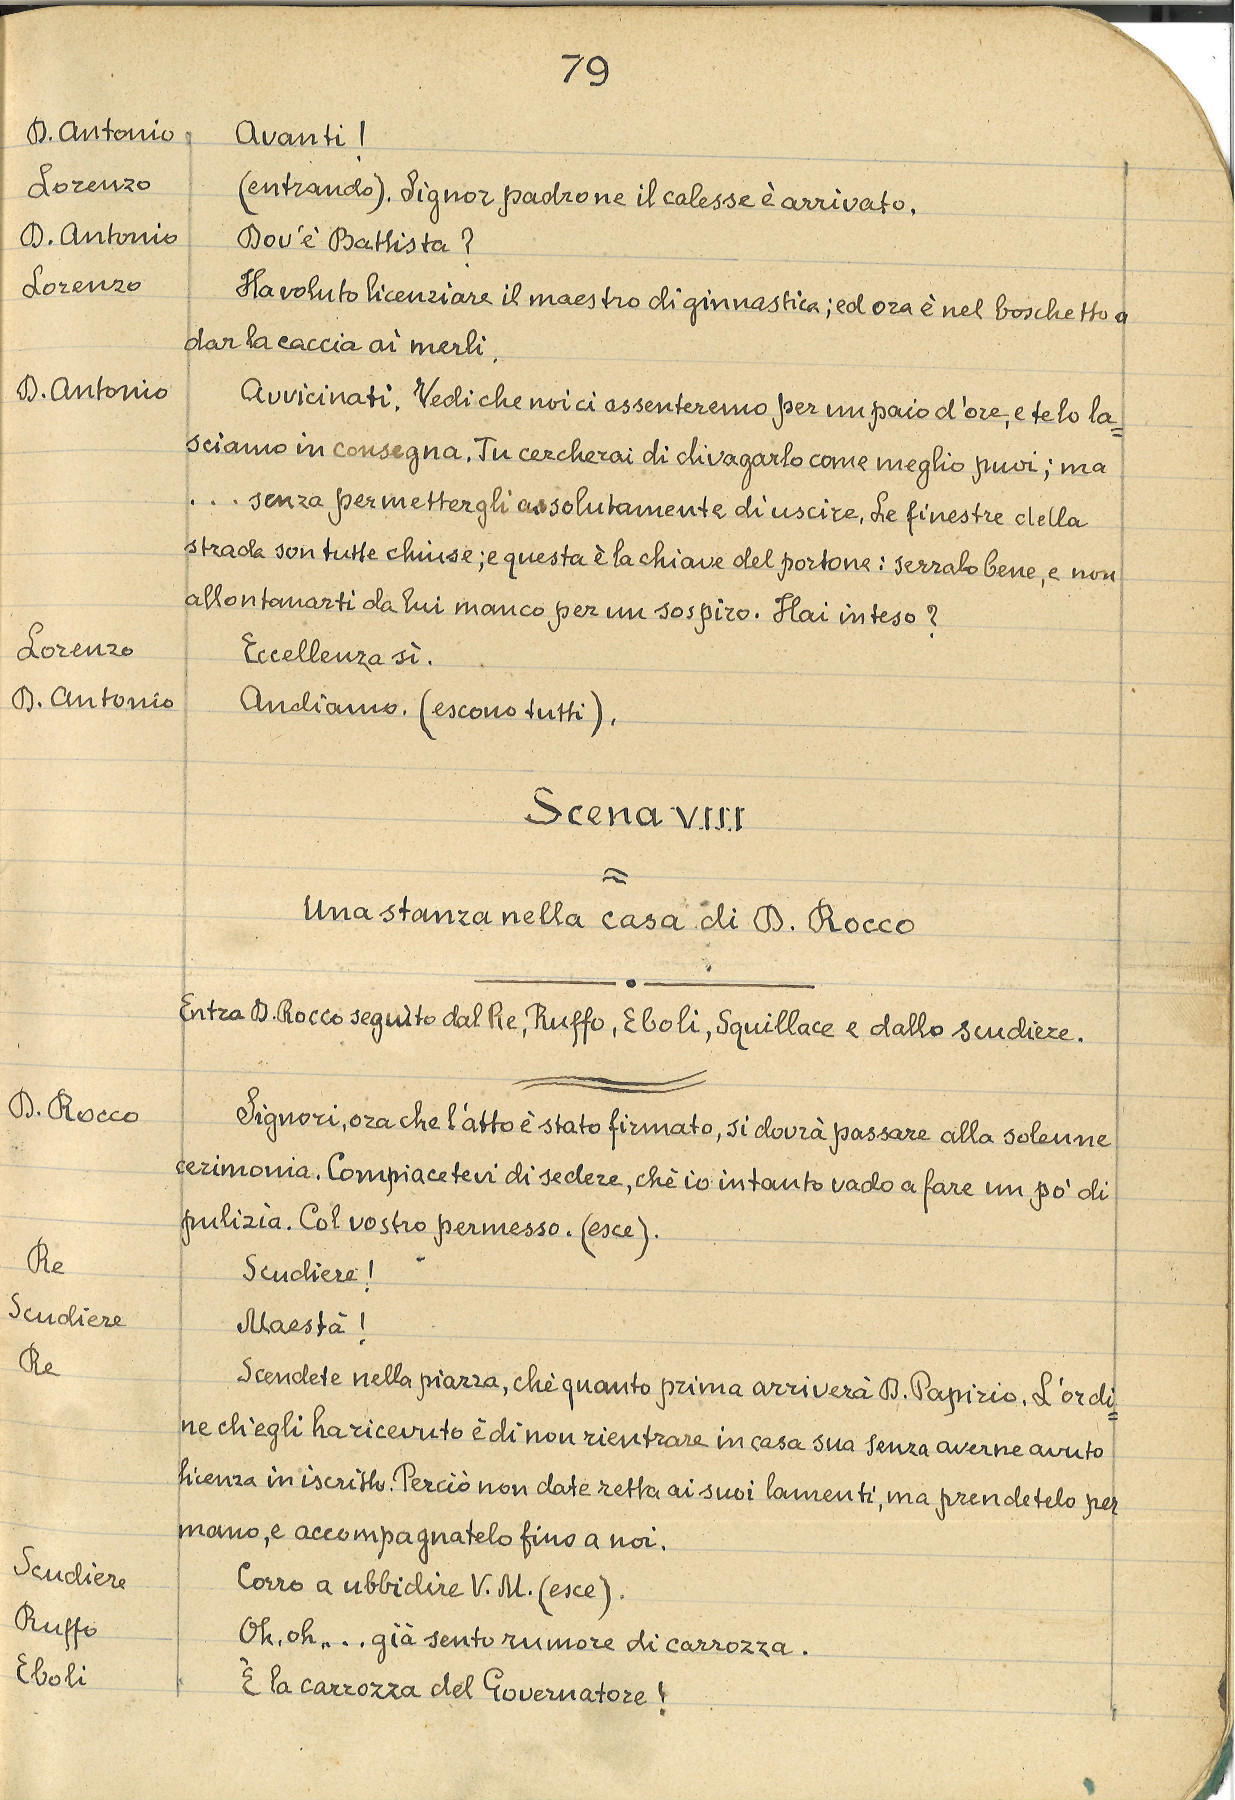 79
D. Antonio Avanti!
Lorenzo (entrando). Signor padrone il calesse è arrivato.
D. Antonio Dov'è Battista?
Lorenzo Ha voluto licenziare il maestro di ginnastica; ed ora è nel boschetto a
dar la caccia ai merli.
D. Antonio Avvicinati. Vedi che noi ci assenteremo per un paio d'ore, e te lo la=
sciamo in consegna. Tu cercherai di divagarlo come meglio puoi; ma
... senza permettergli assolutamente di uscire. Le finestre della
strada son tutte chiuse; e questa è la chiave del portone: serralo bene, e non
allontanarti da lui manco per un sospiro. Hai inteso?
Lorenzo Eccellenza sì.
D. Antonio Andiamo. (escono tutti).
Scena VIII
Una stanza nella casa di D. Rocco
Entra D. Rocco seguito dal Re, Ruffo, Eboli, Squillace e dallo scudiere.
D. Rocco Signori, ora che l'atto è stato firmato, si dovrà passare alla solenne
cerimonia. Compiacetevi di sedere, chè io intanto vado a fare un pò di
pulizia. Col vostro permesso. (esce).
Re Scudiere!
Scudiere Maestà!
Re Scendete nella piazza, chè quanto prima arriverà D. Papirio. L'ordi=
ne ch'egli ha ricevuto è di non rientrare in casa sua senza averne avuto
licenza in iscritto. Perciò non date retta ai suoi lamenti, ma prendetelo per
mano, e accompagnatelo fino a noi.
Scudiere Corro a ubbidire V. M. (esce).
Ruffo Oh, oh,... già sento rumore di carrozza.
Eboli È la carrozza del Governatore!